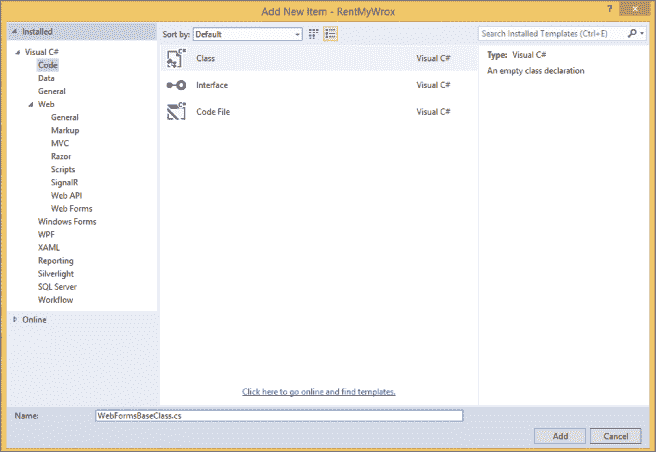 Add New Item - RentMyWrox
?
Installed
Sort by: Default
Search Installed Templates (Ctrl+E)
Visual C#
Code
Data
General
Web
General
Markup
MVC
Razor
Scripts
SignalR
Web API
Web Forms
Windows Forms
WPF
XAML
Reporting
Silverlight
SQL Server
Workflow
Online
Class Visual C#
Interface Visual C#
Code File Visual C#
Type: Visual C#
An empty class declaration
Click here to go online and find templates.
Name: WebFormsBaseClass.cs
Add Cancel